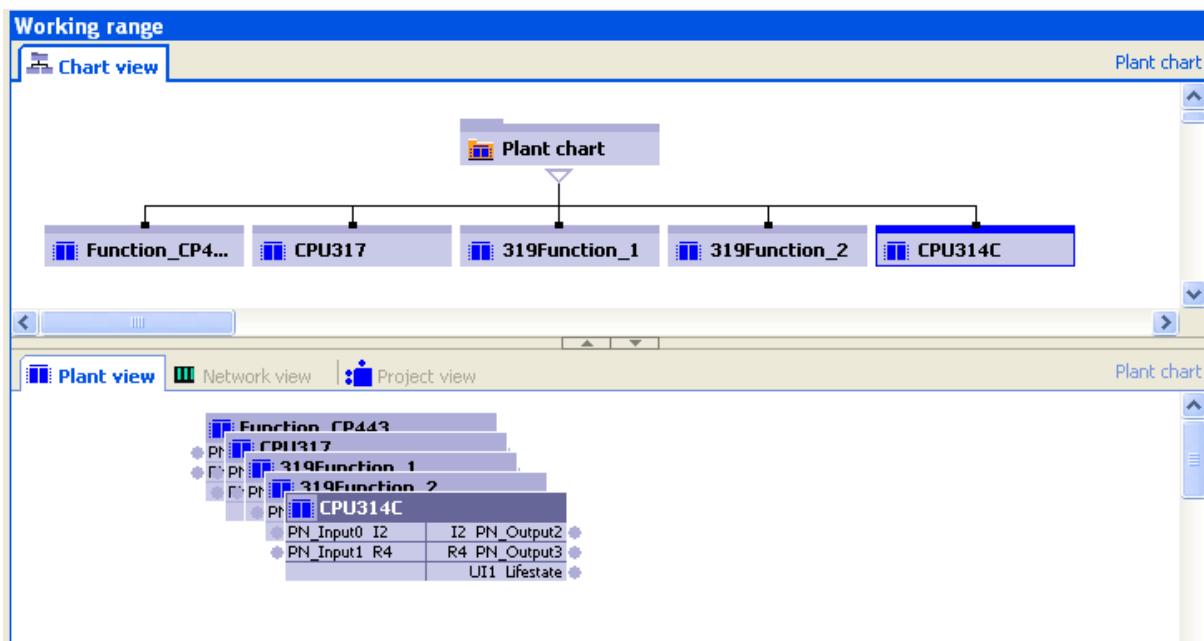 Working range
Chart view
Plant chart
Plant chart
Function_CP4...
CPU317
319Function_1
319Function_2
CPU314C
Plant view
Network view
Project view
Plant chart
Function_CP443
CPU317
319Function_1
319Function_2
CPU314C
PN_Input0 I2
I2 PN_Output2
PN_Input1 R4
R4 PN_Output3
UI1 Lifestate